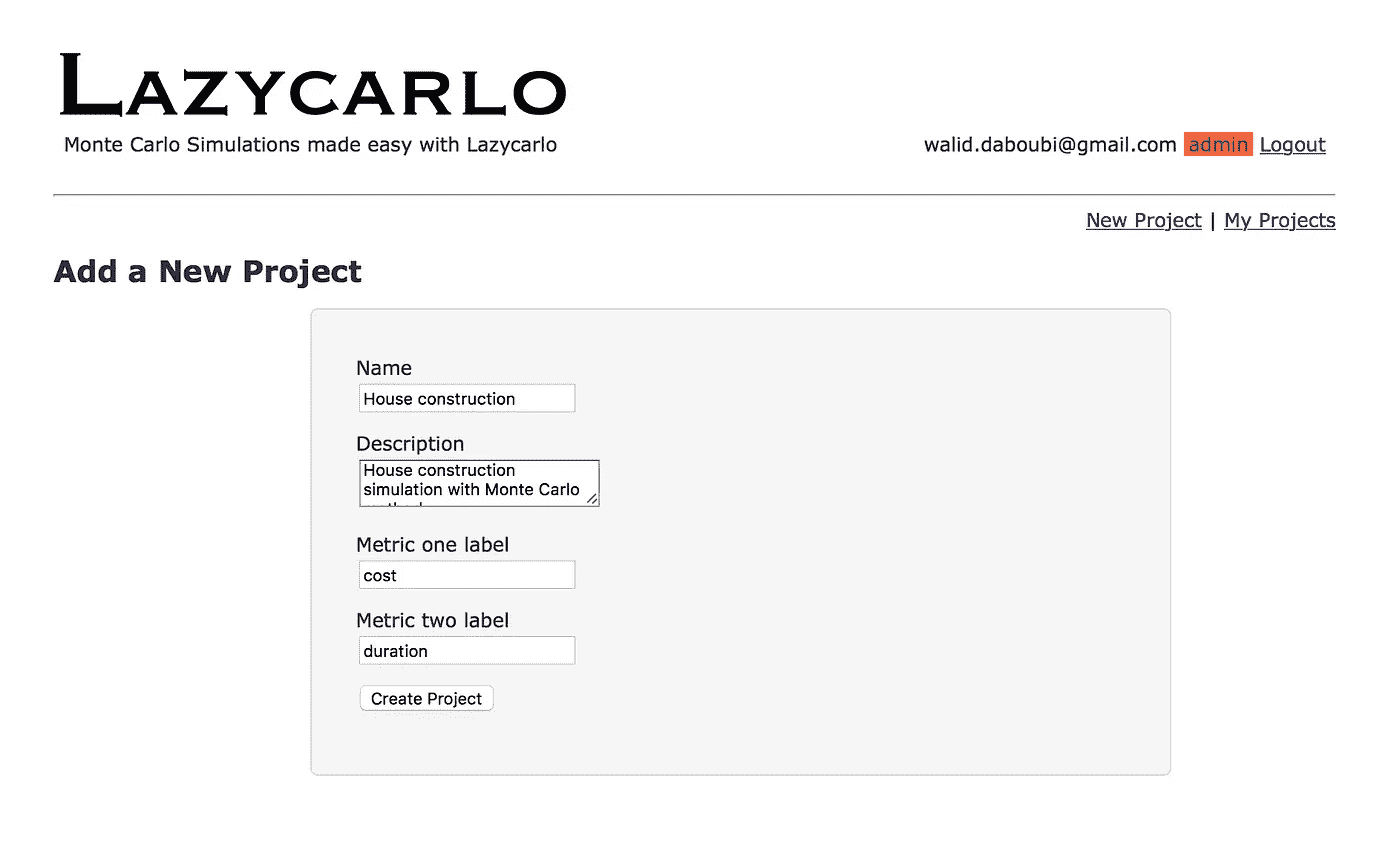 LAZYCARLO
Monte Carlo Simulations made easy with Lazycarlo
walid.daboubi@gmail.com admin Logout
New Project | My Projects
Add a New Project
Name
House construction
Description
House construction
simulation with Monte Carlo
Metric one label
cost
Metric two label
duration
Create Project